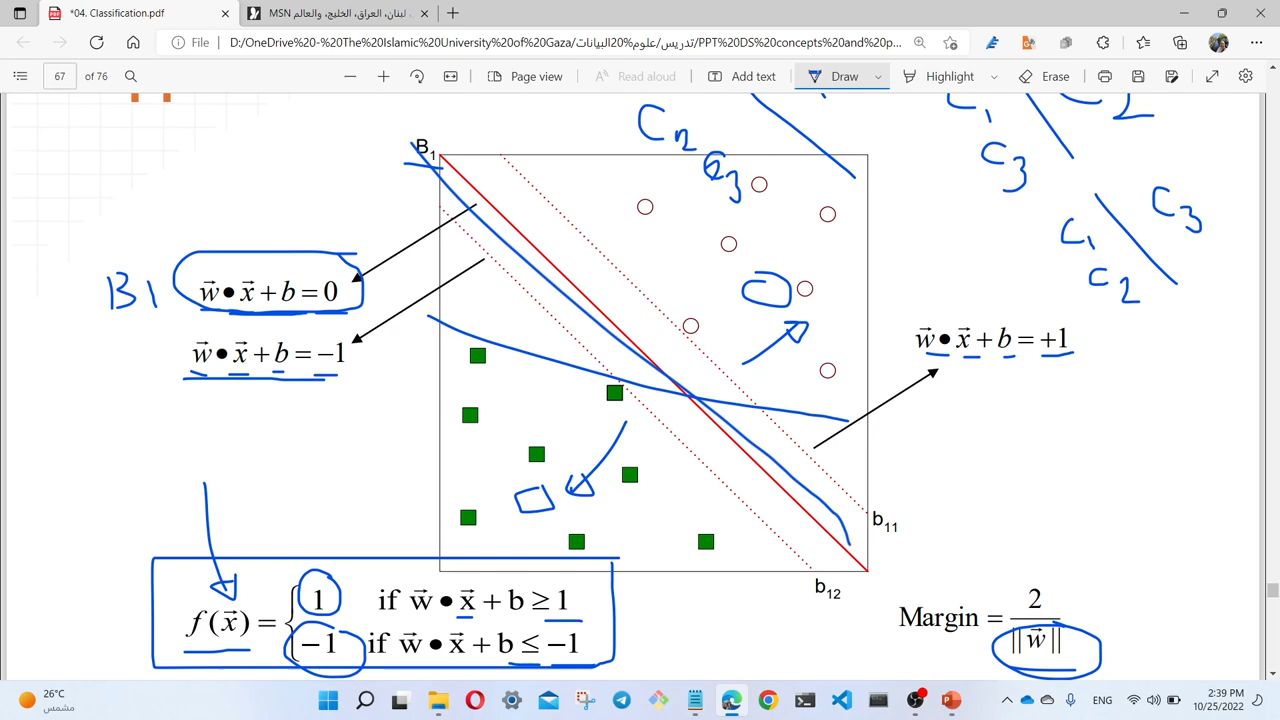 *04. Classification.pdf
MSN لبنان، العراق، الخليج، والعالم |
File
D:/OneDrive%20-%20The%20Islamic%20University%20of%20Gaza/تدريس/علوم%20البيانات/PPT%20DS%20concepts%20and%20p...
67 of 76
Page view
Read aloud
Add text
Draw
Highlight
Erase
C1
C2
C3
C2
C3
C1
C3
C2
B1
B1
w • x + b = 0
w • x + b = −1
w • x + b = +1
b11
b12
f(x) = { 1 if w • x + b ≥ 1
−1 if w • x + b ≤ −1
Margin = 2 / ||w||
26°C
مشمس
ENG
2:39 PM
10/25/2022